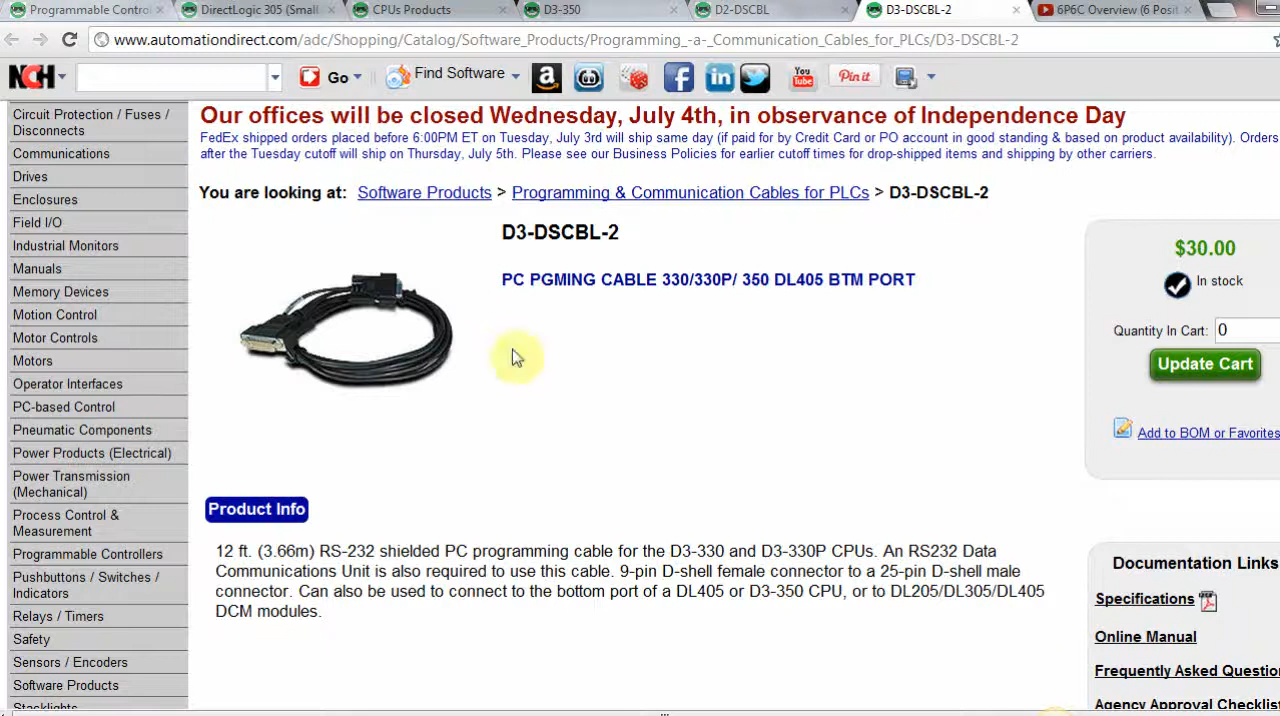 Programmable Contro
DirectLogic 305 (Small
CPUs Products
D3-350
D2-DSCBL
D3-DSCBL-2
6P6C Overview (6 Posit
www.automationdirect.com/adc/Shopping/Catalog/Software_Products/Programming_-a-_Communication_Cables_for_PLCs/D3-DSCBL-2
NCH
Go
Find Software
a
f
in
You Tube
Pin it
Circuit Protection / Fuses /
Disconnects
Communications
Drives
Enclosures
Field I/O
Industrial Monitors
Manuals
Memory Devices
Motion Control
Motor Controls
Motors
Operator Interfaces
PC-based Control
Pneumatic Components
Power Products (Electrical)
Power Transmission
(Mechanical)
Process Control &
Measurement
Programmable Controllers
Pushbuttons / Switches /
Indicators
Relays / Timers
Safety
Sensors / Encoders
Software Products
Stacklights
Our offices will be closed Wednesday, July 4th, in observance of Independence Day
FedEx shipped orders placed before 6:00PM ET on Tuesday, July 3rd will ship same day (if paid for by Credit Card or PO account in good standing & based on product availability). Orders
after the Tuesday cutoff will ship on Thursday, July 5th. Please see our Business Policies for earlier cutoff times for drop-shipped items and shipping by other carriers.
You are looking at: Software Products > Programming & Communication Cables for PLCs > D3-DSCBL-2
D3-DSCBL-2
PC PGMING CABLE 330/330P/ 350 DL405 BTM PORT
$30.00
In stock
Quantity In Cart: 0
Update Cart
Add to BOM or Favorites
Product Info
12 ft. (3.66m) RS-232 shielded PC programming cable for the D3-330 and D3-330P CPUs. An RS232 Data
Communications Unit is also required to use this cable. 9-pin D-shell female connector to a 25-pin D-shell male
connector. Can also be used to connect to the bottom port of a DL405 or D3-350 CPU, or to DL205/DL305/DL405
DCM modules.
Documentation Links
Specifications
Online Manual
Frequently Asked Questio
Agency Approval Checklis